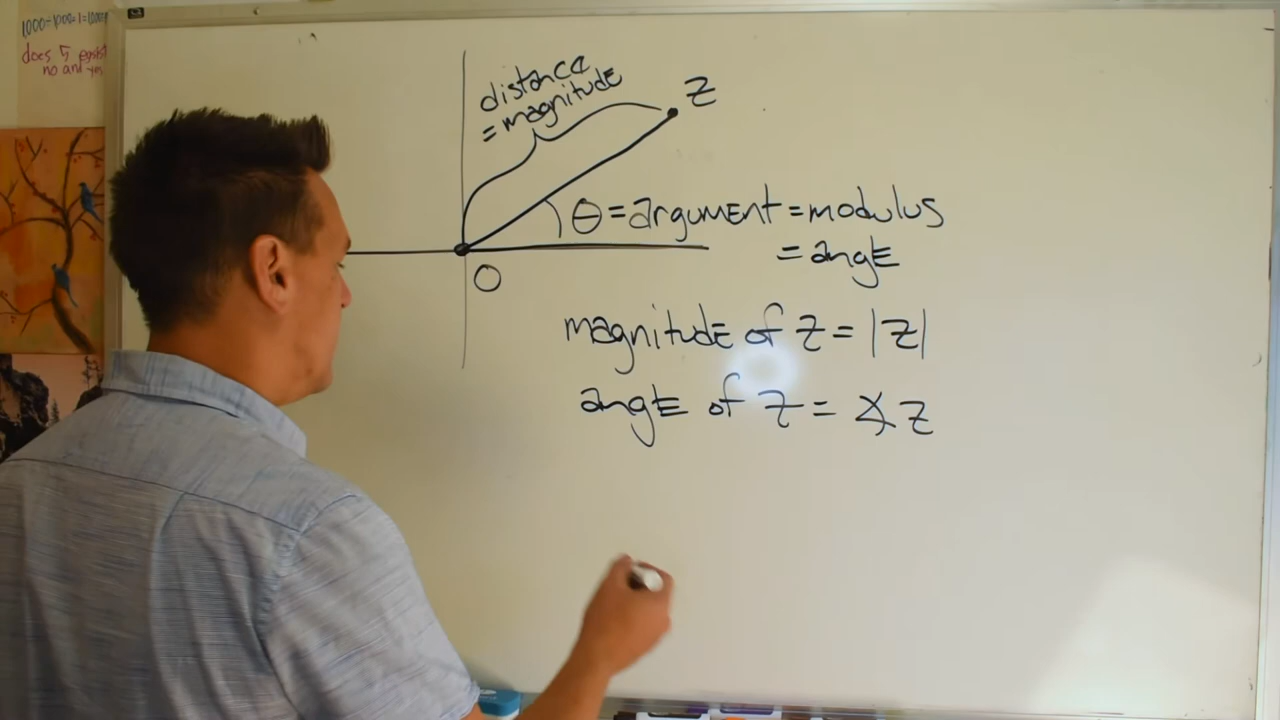 does 5 exist
no and yes
distance
= magnitude
z
θ = argument = modulus
= angle
O
magnitude of z = |z|
angle of z = ∡z